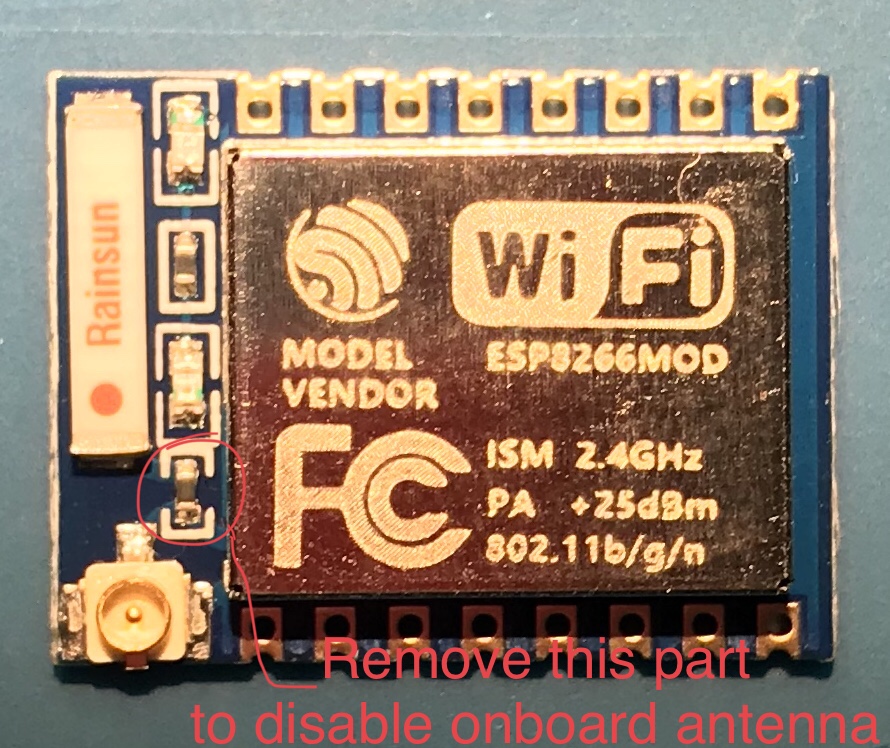 Rainsun
WiFi
MODEL
VENDOR
ESP8266MOD
FC
ISM 2.4GHz
PA +25dBm
802.11b/g/n
Remove this part
to disable onboard antenna